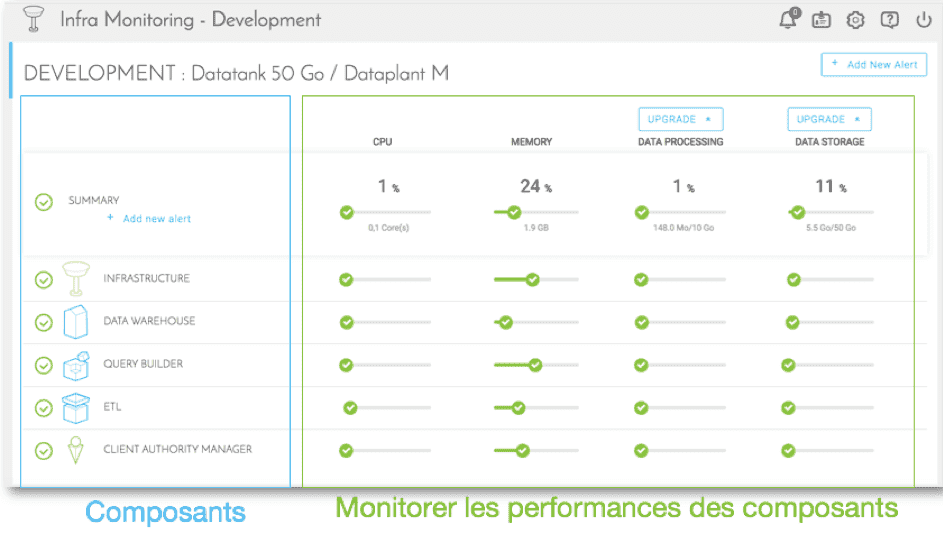 Infra Monitoring - Development
0
DEVELOPMENT : Datatank 50 Go / Dataplant M
+ Add New Alert
UPGRADE
UPGRADE
CPU
MEMORY
DATA PROCESSING
DATA STORAGE
SUMMARY
+ Add new alert
1 %
24 %
1 %
11 %
0,1 Core(s)
1.9 GB
148.0 Mo/10 Go
5.5 Go/50 Go
INFRASTRUCTURE
DATA WAREHOUSE
QUERY BUILDER
ETL
CLIENT AUTHORITY MANAGER
Composants
Monitorer les performances des composants